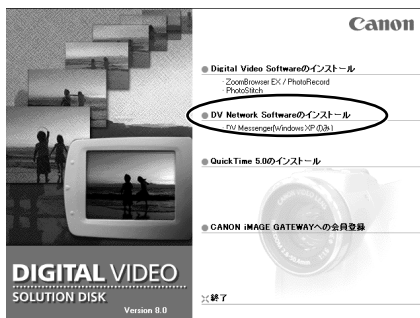 Canon
Digital Video Softwareのインストール
· ZoomBrowser EX / PhotoRecord
· PhotoStitch
DV Network Softwareのインストール
· DV Messenger(Windows XPのみ)
QuickTime 5.0のインストール
CANON iMAGE GATEWAYへの会員登録
終了
DIGITAL VIDEO
SOLUTION DISK
Version 8.0